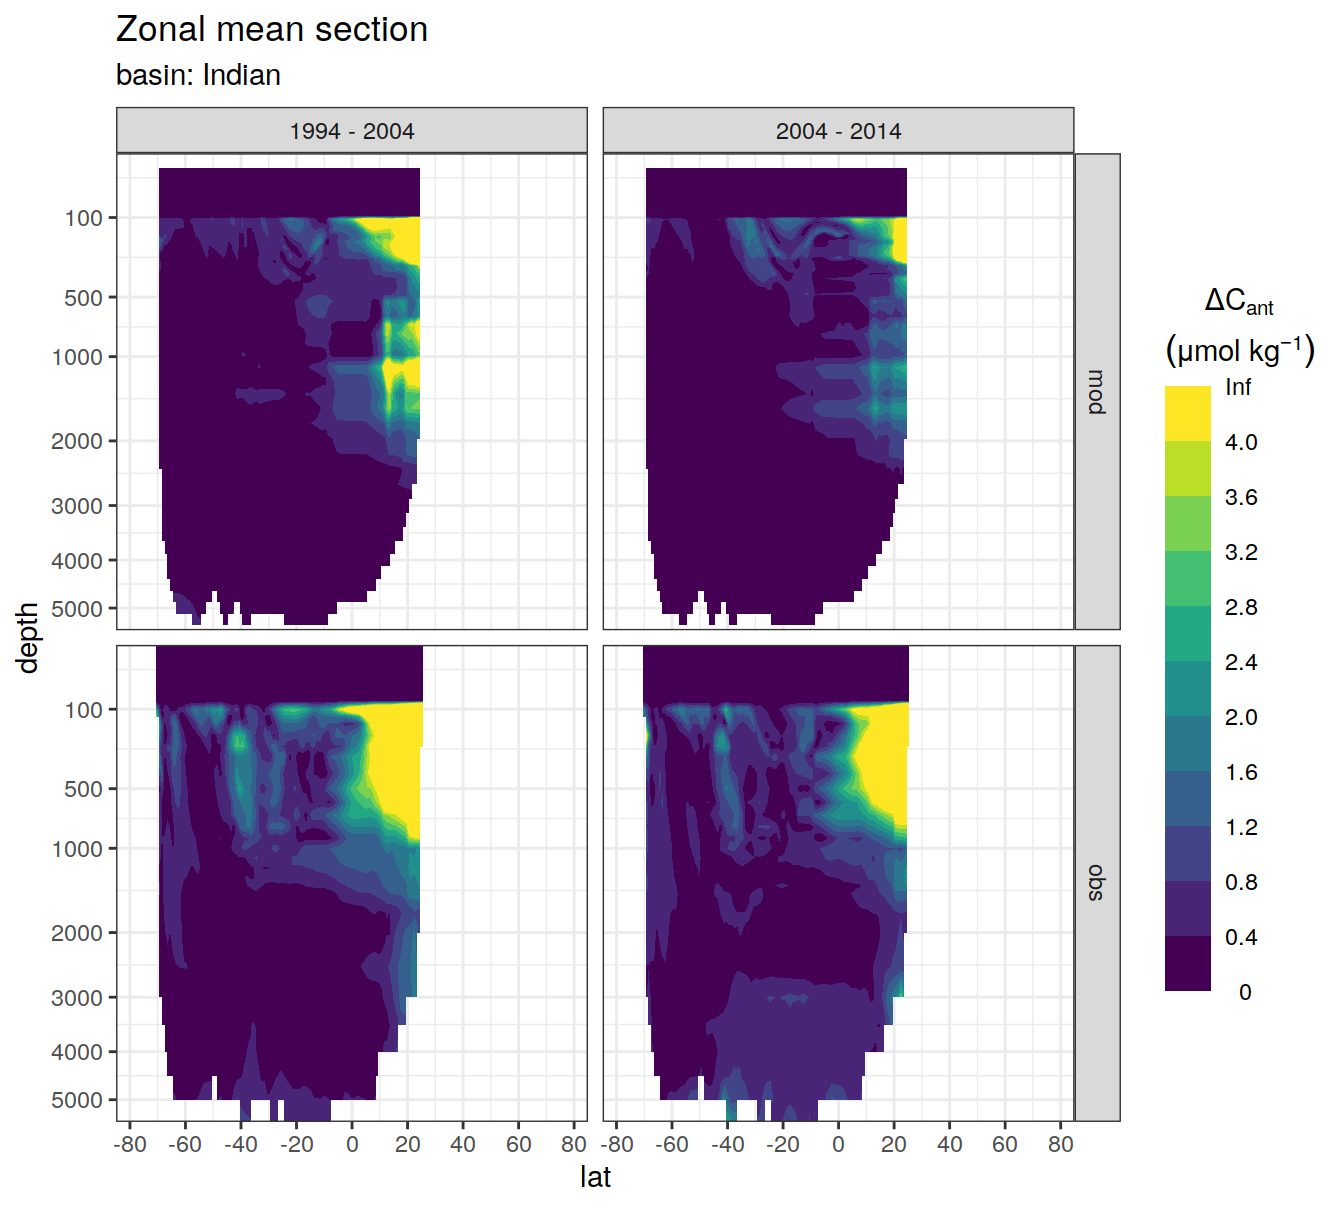 Zonal mean section
basin: Indian
1994 - 2004
2004 - 2014
100
500
1000
2000
3000
4000
5000
mod
100
500
1000
2000
3000
4000
5000
obs
depth
-80 -60 -40 -20 0 20 40 60 80
-80 -60 -40 -20 0 20 40 60 80
lat
ΔCant
(μmol kg⁻¹)
Inf
4.0
3.6
3.2
2.8
2.4
2.0
1.6
1.2
0.8
0.4
0